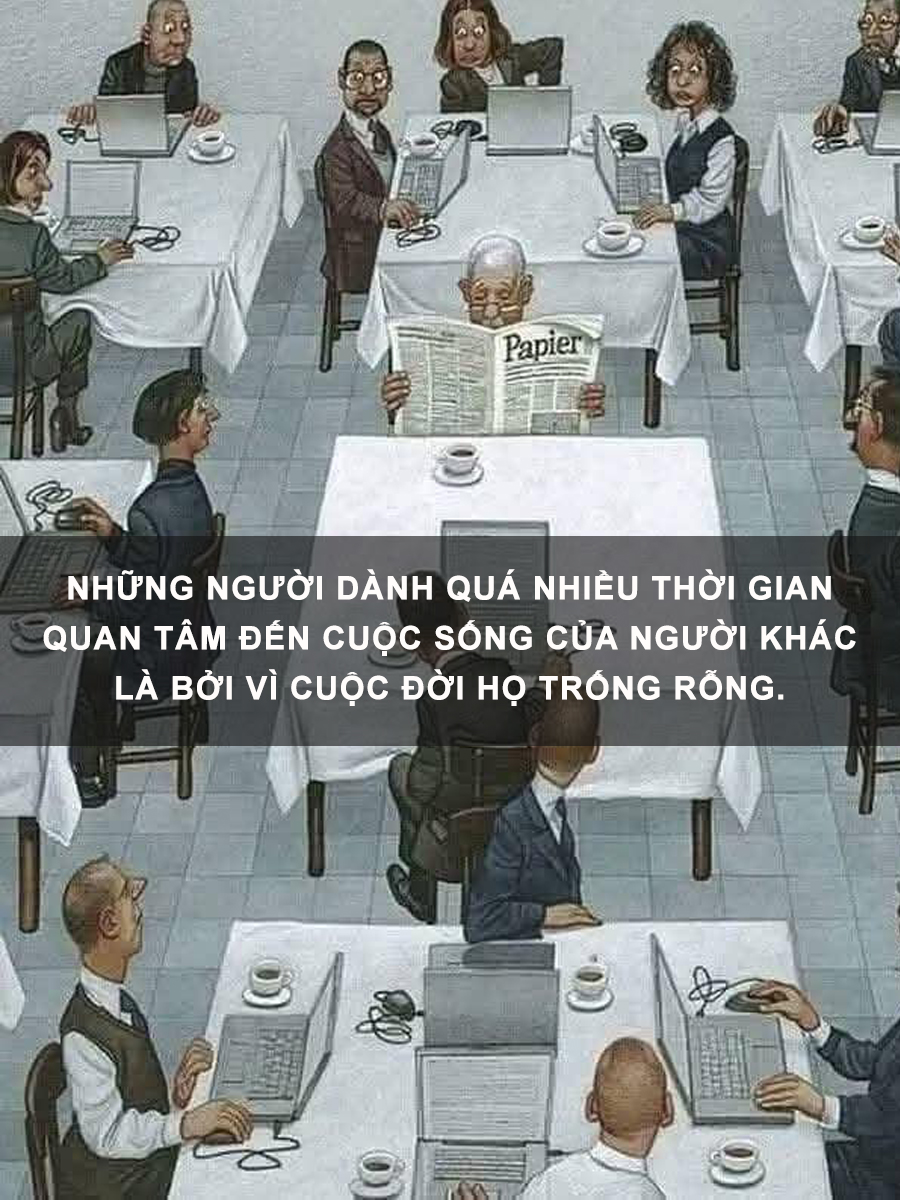 Papier
NHỮNG NGƯỜI DÀNH QUÁ NHIỀU THỜI GIAN
QUAN TÂM ĐẾN CUỘC SỐNG CỦA NGƯỜI KHÁC
LÀ BỞI VÌ CUỘC ĐỜI HỌ TRỐNG RỖNG.